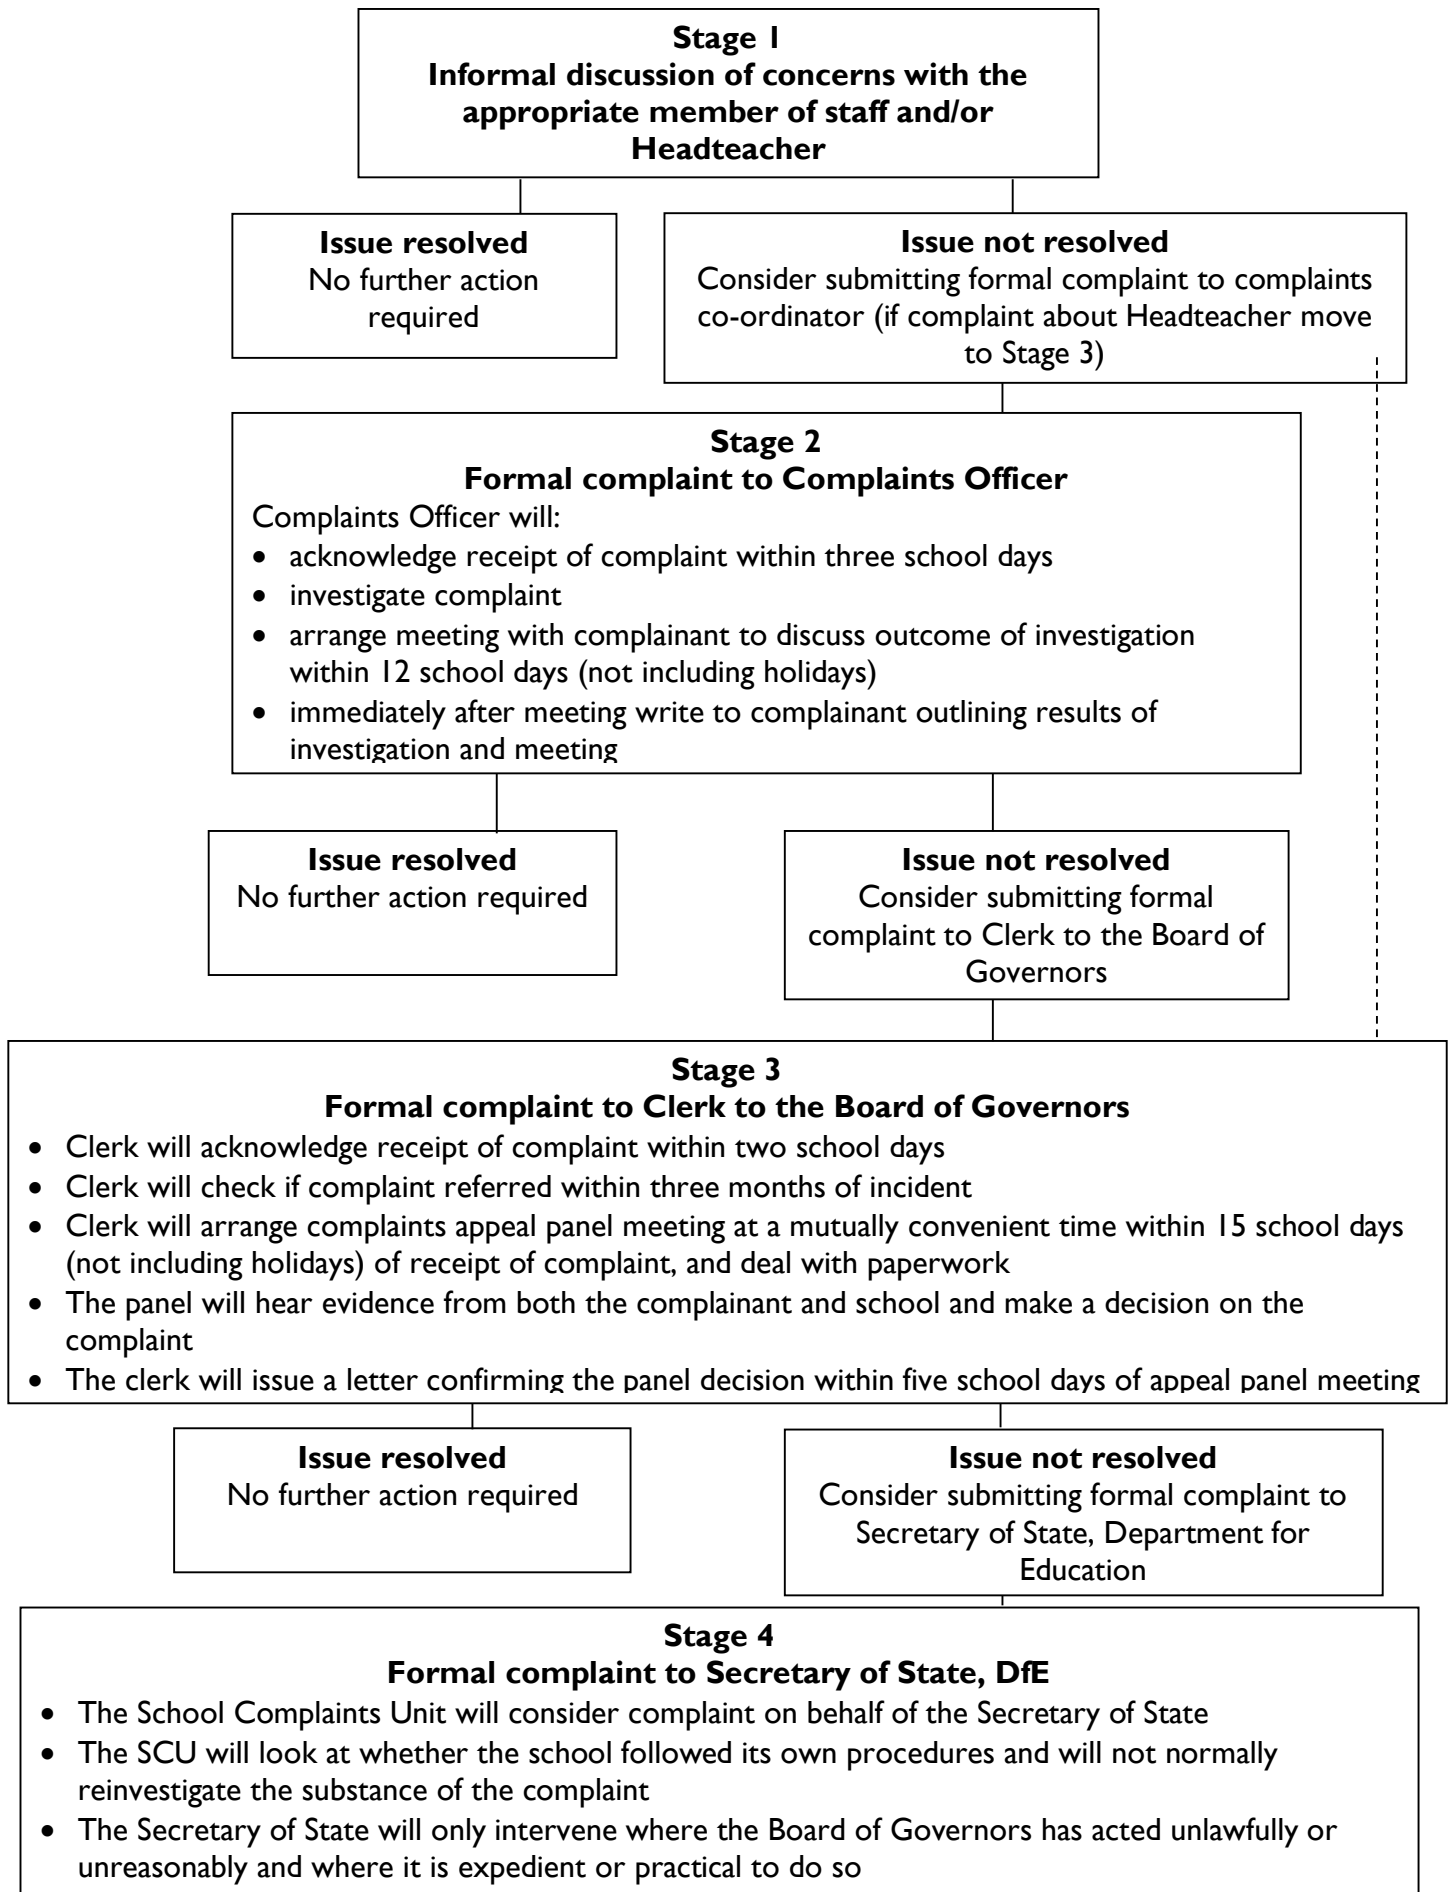 Stage 1
Informal discussion of concerns with the
appropriate member of staff and/or
Headteacher
Issue resolved
No further action
required
Issue not resolved
Consider submitting formal complaint to complaints
co-ordinator (if complaint about Headteacher move
to Stage 3)
Stage 2
Formal complaint to Complaints Officer
Complaints Officer will:
• acknowledge receipt of complaint within three school days
• investigate complaint
• arrange meeting with complainant to discuss outcome of investigation
within 12 school days (not including holidays)
• immediately after meeting write to complainant outlining results of
investigation and meeting
Issue resolved
No further action required
Issue not resolved
Consider submitting formal
complaint to Clerk to the Board of
Governors
Stage 3
Formal complaint to Clerk to the Board of Governors
• Clerk will acknowledge receipt of complaint within two school days
• Clerk will check if complaint referred within three months of incident
• Clerk will arrange complaints appeal panel meeting at a mutually convenient time within 15 school days
(not including holidays) of receipt of complaint, and deal with paperwork
• The panel will hear evidence from both the complainant and school and make a decision on the
complaint
• The clerk will issue a letter confirming the panel decision within five school days of appeal panel meeting
Issue resolved
No further action required
Issue not resolved
Consider submitting formal complaint to
Secretary of State, Department for
Education
Stage 4
Formal complaint to Secretary of State, DfE
• The School Complaints Unit will consider complaint on behalf of the Secretary of State
• The SCU will look at whether the school followed its own procedures and will not normally
reinvestigate the substance of the complaint
• The Secretary of State will only intervene where the Board of Governors has acted unlawfully or
unreasonably and where it is expedient or practical to do so